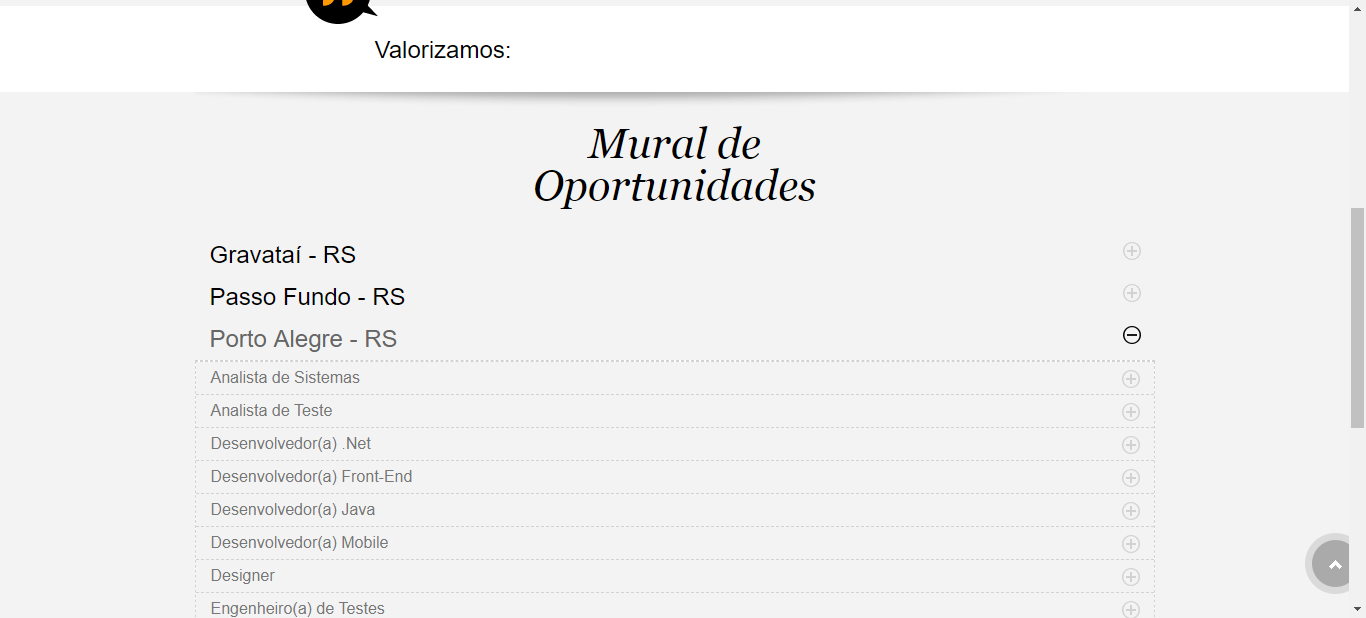 Valorizamos:
Mural de
Oportunidades
Gravataí - RS
Passo Fundo - RS
Porto Alegre - RS
Analista de Sistemas
Analista de Teste
Desenvolvedor(a) .Net
Desenvolvedor(a) Front-End
Desenvolvedor(a) Java
Desenvolvedor(a) Mobile
Designer
Engenheiro(a) de Testes